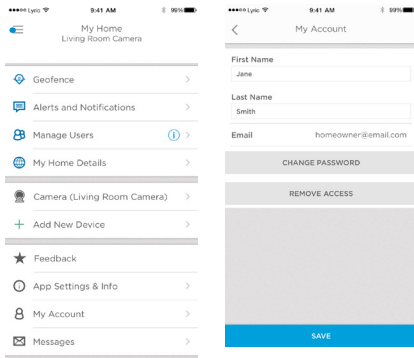 Lyric 9:41 AM 99%
My Home
Living Room Camera
Geofence
Alerts and Notifications
Manage Users
My Home Details
Camera (Living Room Camera)
Add New Device
Feedback
App Settings & Info
My Account
Messages
Lyric 9:41 AM 99%
My Account
First Name
Jane
Last Name
Smith
Email homeowner@email.com
CHANGE PASSWORD
REMOVE ACCESS
SAVE